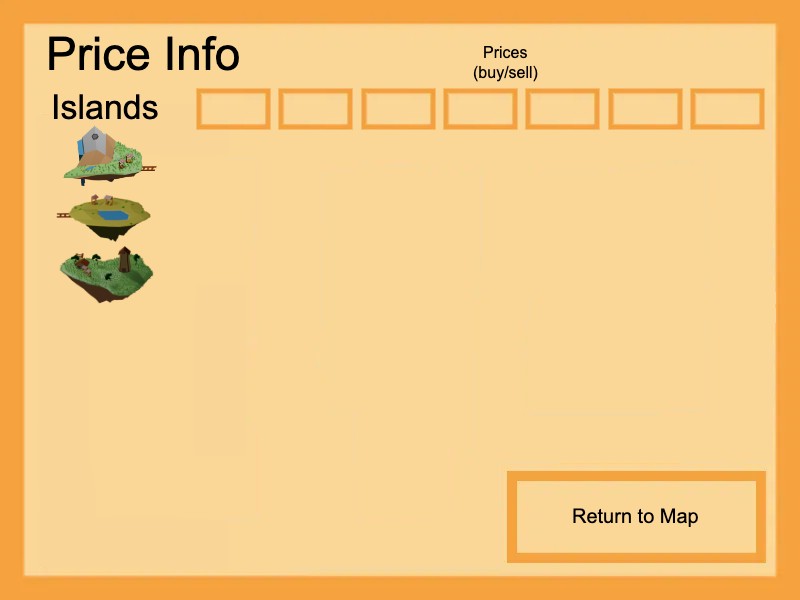 Price Info
Prices
(buy/sell)
Islands
Return to Map